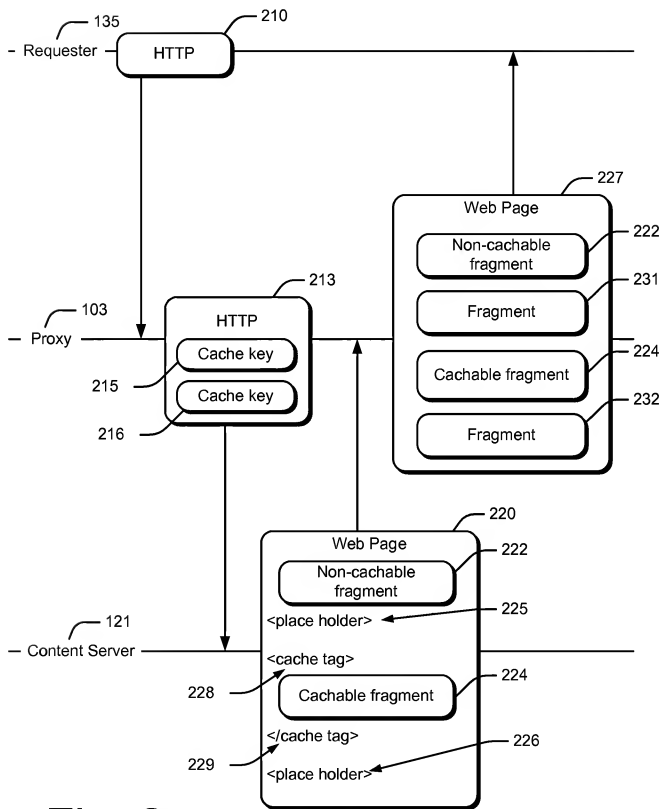 135
210
Requester
HTTP
227
Web Page
222
Non-cachable
fragment
231
Fragment
213
103
HTTP
Proxy
224
Cache key
215
Cachable fragment
Cache key
216
232
Fragment
220
Web Page
222
Non-cachable
fragment
225
<place holder>
121
Content Server
<cache tag>
224
228
Cachable fragment
</cache tag>
226
229
<place holder>